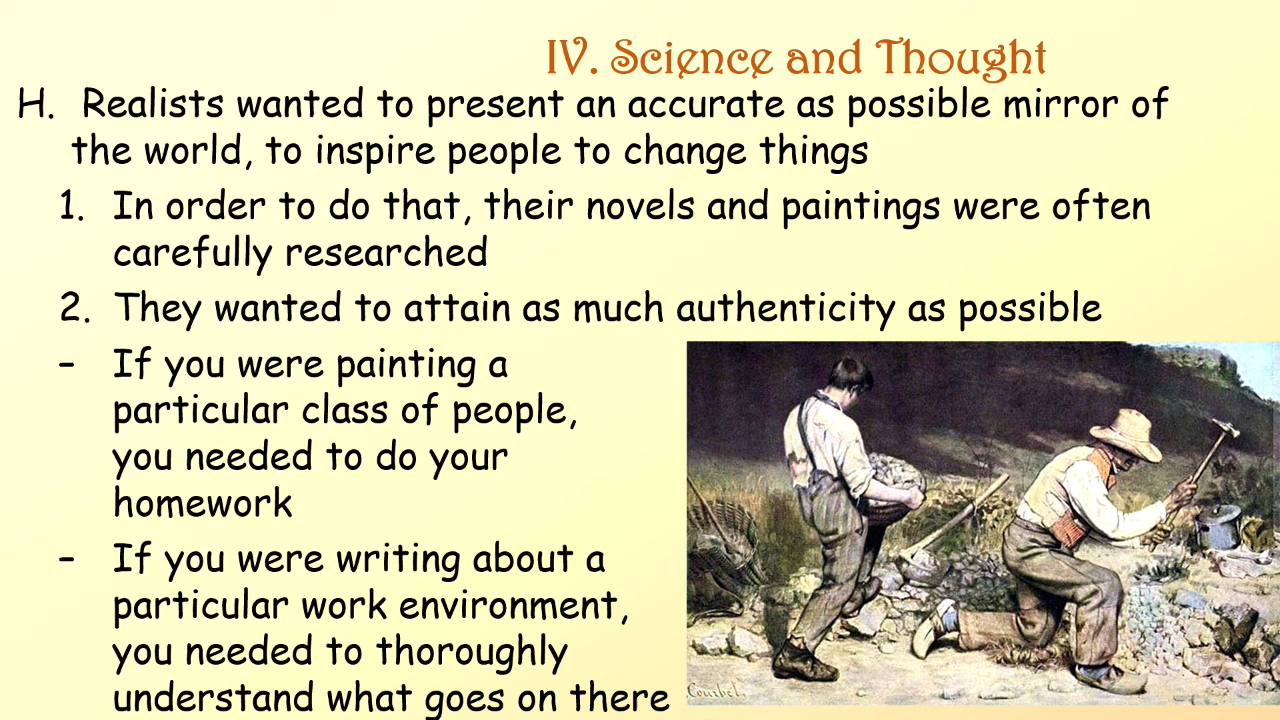 IV. Science and Thought
H. Realists wanted to present an accurate as possible mirror of
the world, to inspire people to change things
1. In order to do that, their novels and paintings were often
carefully researched
2. They wanted to attain as much authenticity as possible
– If you were painting a
particular class of people,
you needed to do your
homework
– If you were writing about a
particular work environment,
you needed to thoroughly
understand what goes on there
Courbet.